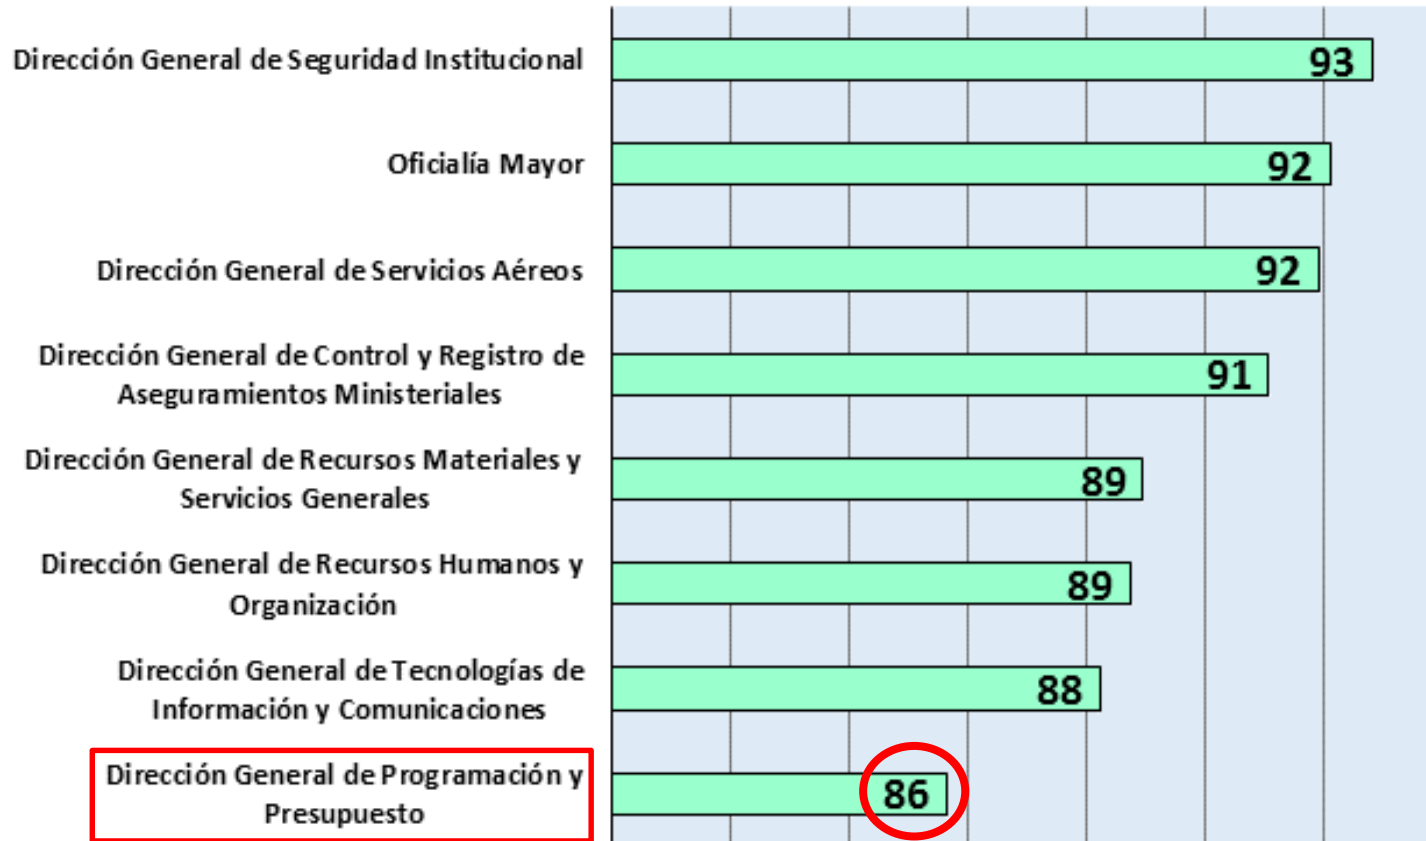 Dirección General de Seguridad Institucional
93
Oficialía Mayor
92
Dirección General de Servicios Aéreos
92
Dirección General de Control y Registro de
Aseguramientos Ministeriales
91
Dirección General de Recursos Materiales y
Servicios Generales
89
Dirección General de Recursos Humanos y
Organización
89
Dirección General de Tecnologías de
Información y Comunicaciones
88
Dirección General de Programación y
Presupuesto
86